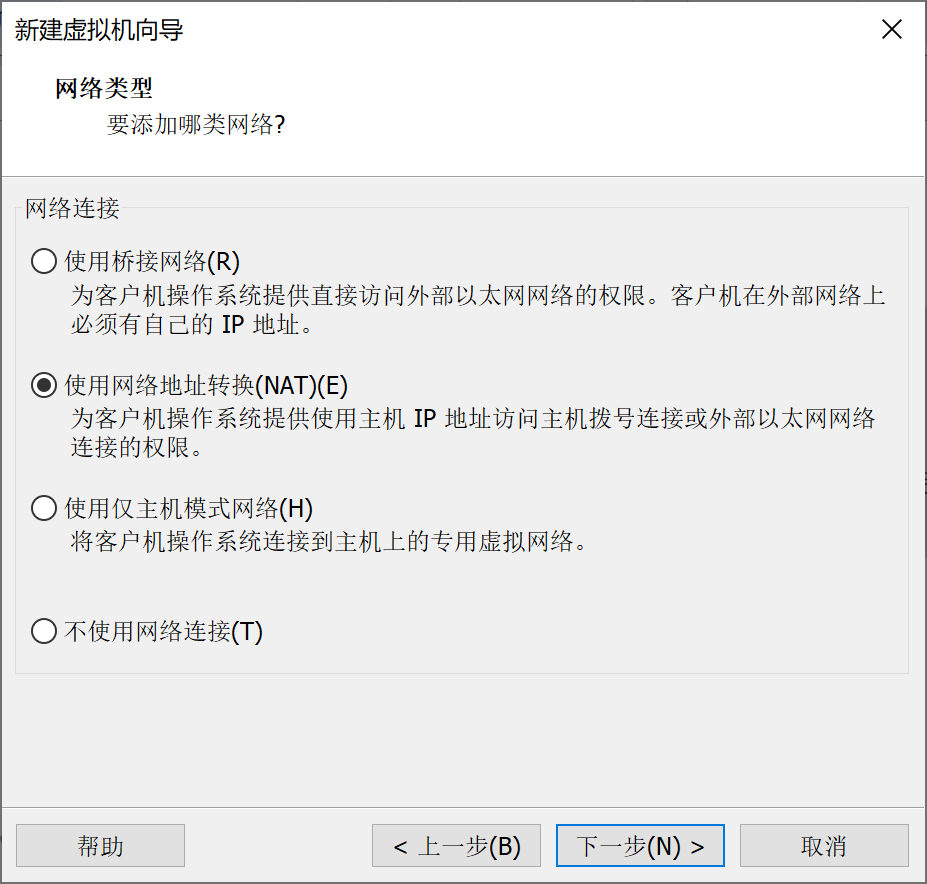 新建虚拟机向导
网络类型
要添加哪类网络?
网络连接
使用桥接网络(R)
为客户机操作系统提供直接访问外部以太网网络的权限。客户机在外部网络上
必须有自己的 IP 地址。
使用网络地址转换(NAT)(E)
为客户机操作系统提供使用主机 IP 地址访问主机拨号连接或外部以太网网络
连接的权限。
使用仅主机模式网络(H)
将客户机操作系统连接到主机上的专用虚拟网络。
不使用网络连接(T)
帮助
< 上一步(B)
下一步(N) >
取消